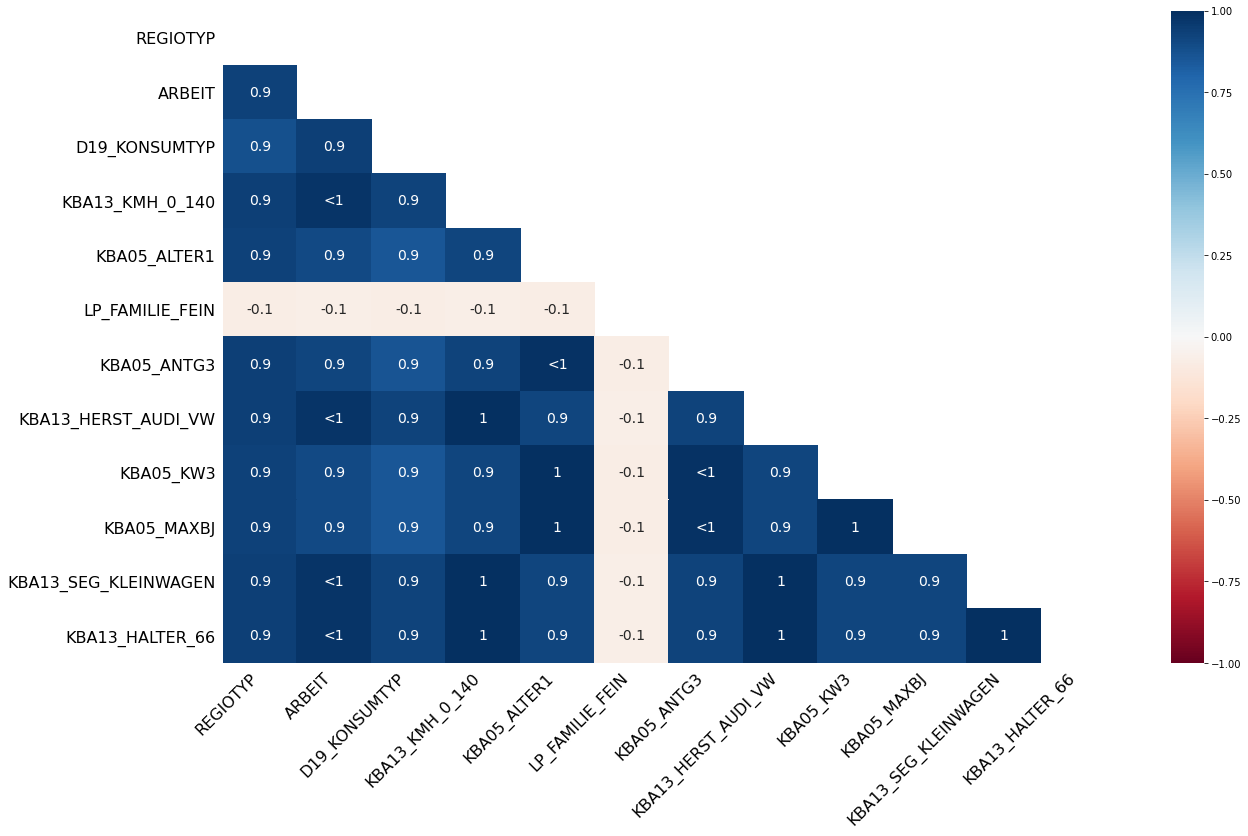 REGIOTYP
ARBEIT 0.9
D19_KONSUMTYP 0.9 0.9
KBA13_KMH_0_140 0.9 <1 0.9
KBA05_ALTER1 0.9 0.9 0.9 0.9
LP_FAMILIE_FEIN -0.1 -0.1 -0.1 -0.1 -0.1
KBA05_ANTG3 0.9 0.9 0.9 0.9 <1 -0.1
KBA13_HERST_AUDI_VW 0.9 <1 0.9 1 0.9 -0.1 0.9
KBA05_KW3 0.9 0.9 0.9 0.9 1 -0.1 <1 0.9
KBA05_MAXBJ 0.9 0.9 0.9 0.9 1 -0.1 <1 0.9 1
KBA13_SEG_KLEINWAGEN 0.9 <1 0.9 1 0.9 -0.1 0.9 1 0.9 0.9
KBA13_HALTER_66 0.9 <1 0.9 1 0.9 -0.1 0.9 1 0.9 0.9 1
REGIOTYP
ARBEIT
D19_KONSUMTYP
KBA13_KMH_0_140
KBA05_ALTER1
LP_FAMILIE_FEIN
KBA05_ANTG3
KBA13_HERST_AUDI_VW
KBA05_KW3
KBA05_MAXBJ
KBA13_SEG_KLEINWAGEN
KBA13_HALTER_66
1.00
0.75
0.50
0.25
0.00
−0.25
−0.50
−0.75
−1.00